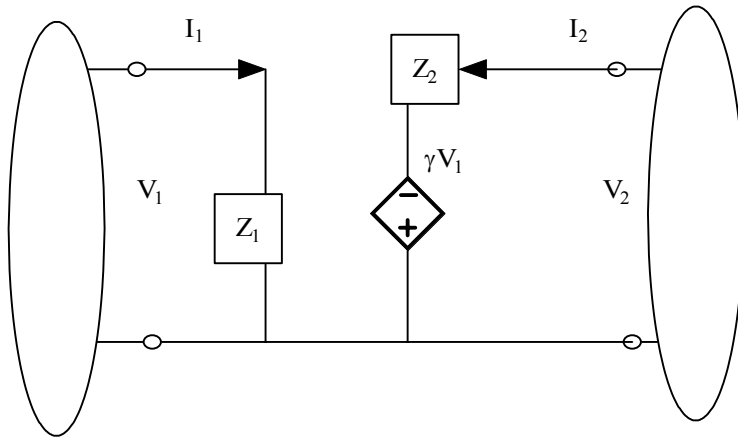 I₁
I₂
Z₂
γV₁
V₁
V₂
Z₁
−
+